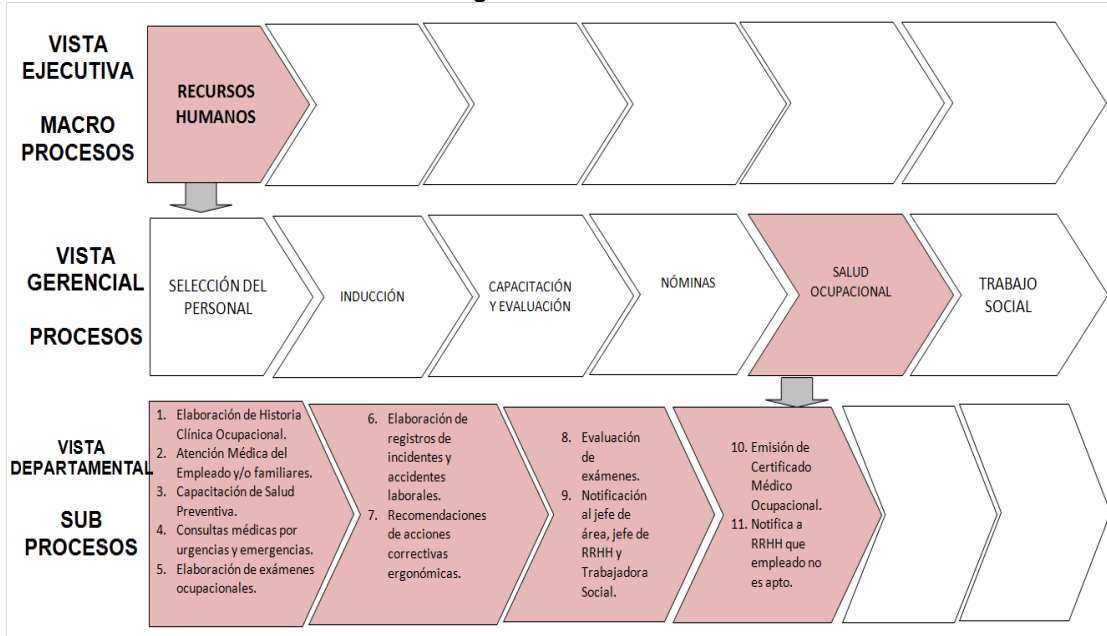 VISTA
EJECUTIVA
MACRO
PROCESOS
RECURSOS
HUMANOS
VISTA
GERENCIAL
PROCESOS
SELECCIÓN DEL
PERSONAL
INDUCCIÓN
CAPACITACIÓN
Y EVALUACIÓN
NÓMINAS
SALUD
OCUPACIONAL
TRABAJO
SOCIAL
VISTA
DEPARTAMENTAL
SUB
PROCESOS
1. Elaboración de Historia
Clínica Ocupacional.
2. Atención Médica del
Empleado y/o familiares.
3. Capacitación de Salud
Preventiva.
4. Consultas médicas por
urgencias y emergencias.
5. Elaboración de exámenes
ocupacionales.
6. Elaboración de
registros de
incidentes y
accidentes
laborales.
7. Recomendaciones
de acciones
correctivas
ergonómicas.
8. Evaluación
de
exámenes.
9. Notificación
al jefe de
área, jefe de
RRHH y
Trabajadora
Social.
10. Emisión de
Certificado
Médico
Ocupacional.
11. Notifica a
RRHH que
empleado no
es apto.